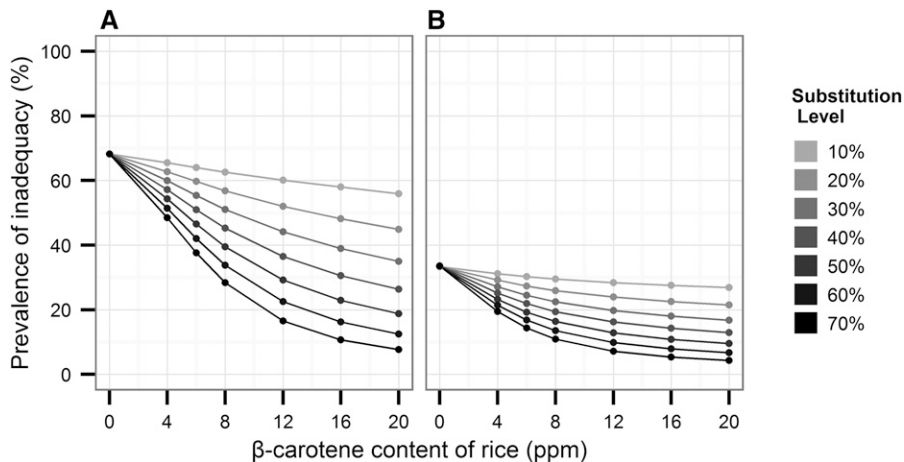 A B
Prevalence of inadequacy (%)
100
80
60
40
20
0
0 4 8 12 16 20 0 4 8 12 16 20
β-carotene content of rice (ppm)
Substitution
Level
10%
20%
30%
40%
50%
60%
70%